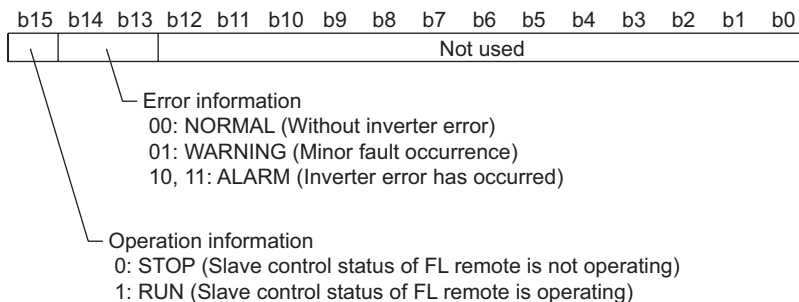 b15 b14 b13 b12 b11 b10 b9 b8 b7 b6 b5 b4 b3 b2 b1 b0
Not used
Error information
00: NORMAL (Without inverter error)
01: WARNING (Minor fault occurrence)
10, 11: ALARM (Inverter error has occurred)
Operation information
0: STOP (Slave control status of FL remote is not operating)
1: RUN (Slave control status of FL remote is operating)